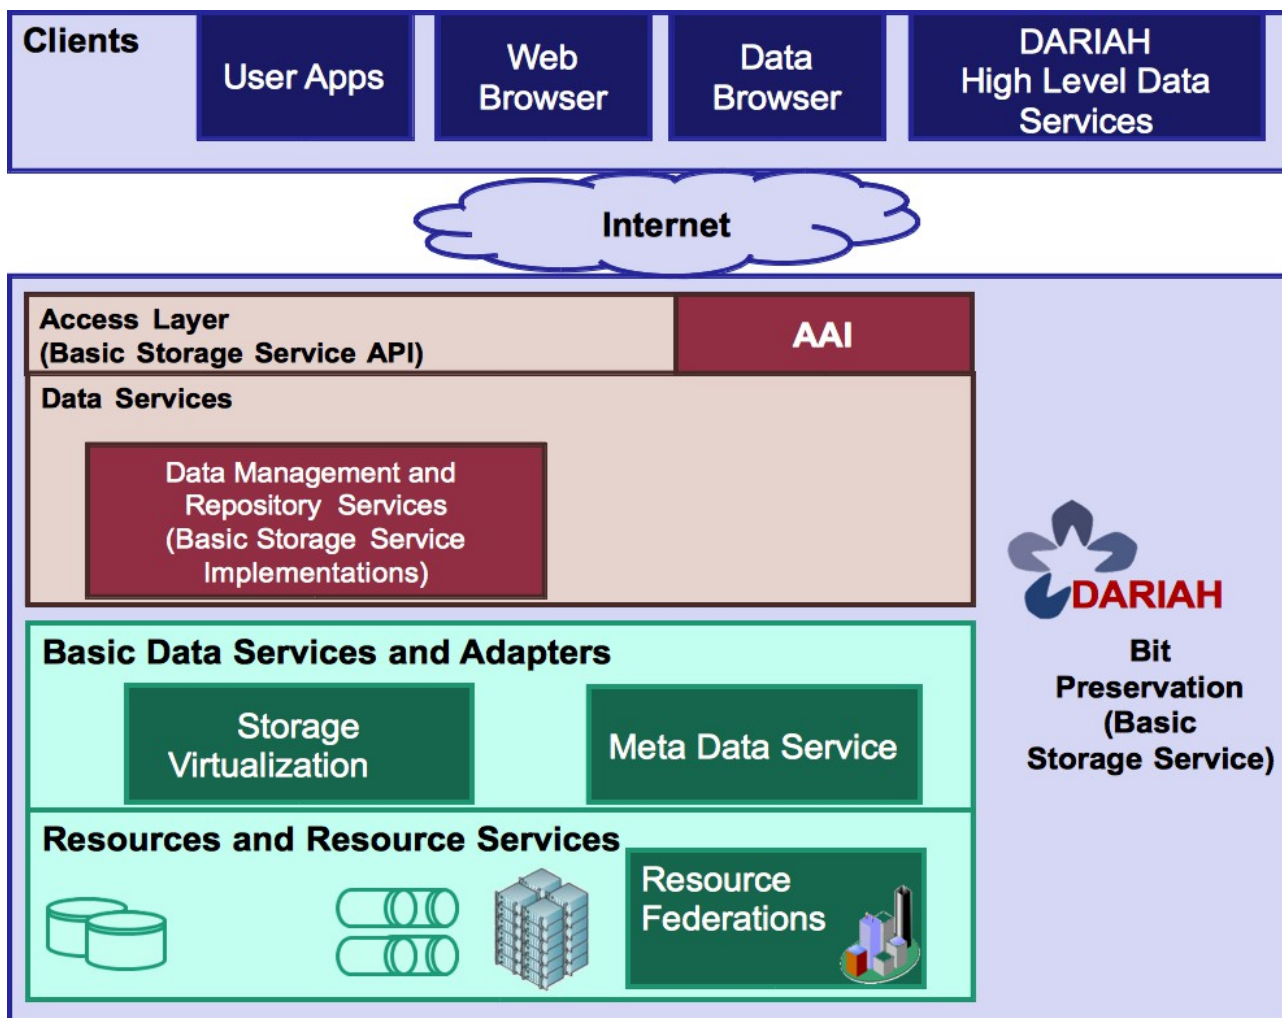 Clients
User Apps
Web
Browser
Data
Browser
DARIAH
High Level Data
Services
Internet
Access Layer
(Basic Storage Service API)
AAI
Data Services
Data Management and
Repository Services
(Basic Storage Service
Implementations)
DARIAH
Bit
Preservation
(Basic
Storage Service)
Basic Data Services and Adapters
Storage
Virtualization
Meta Data Service
Resources and Resource Services
Resource
Federations